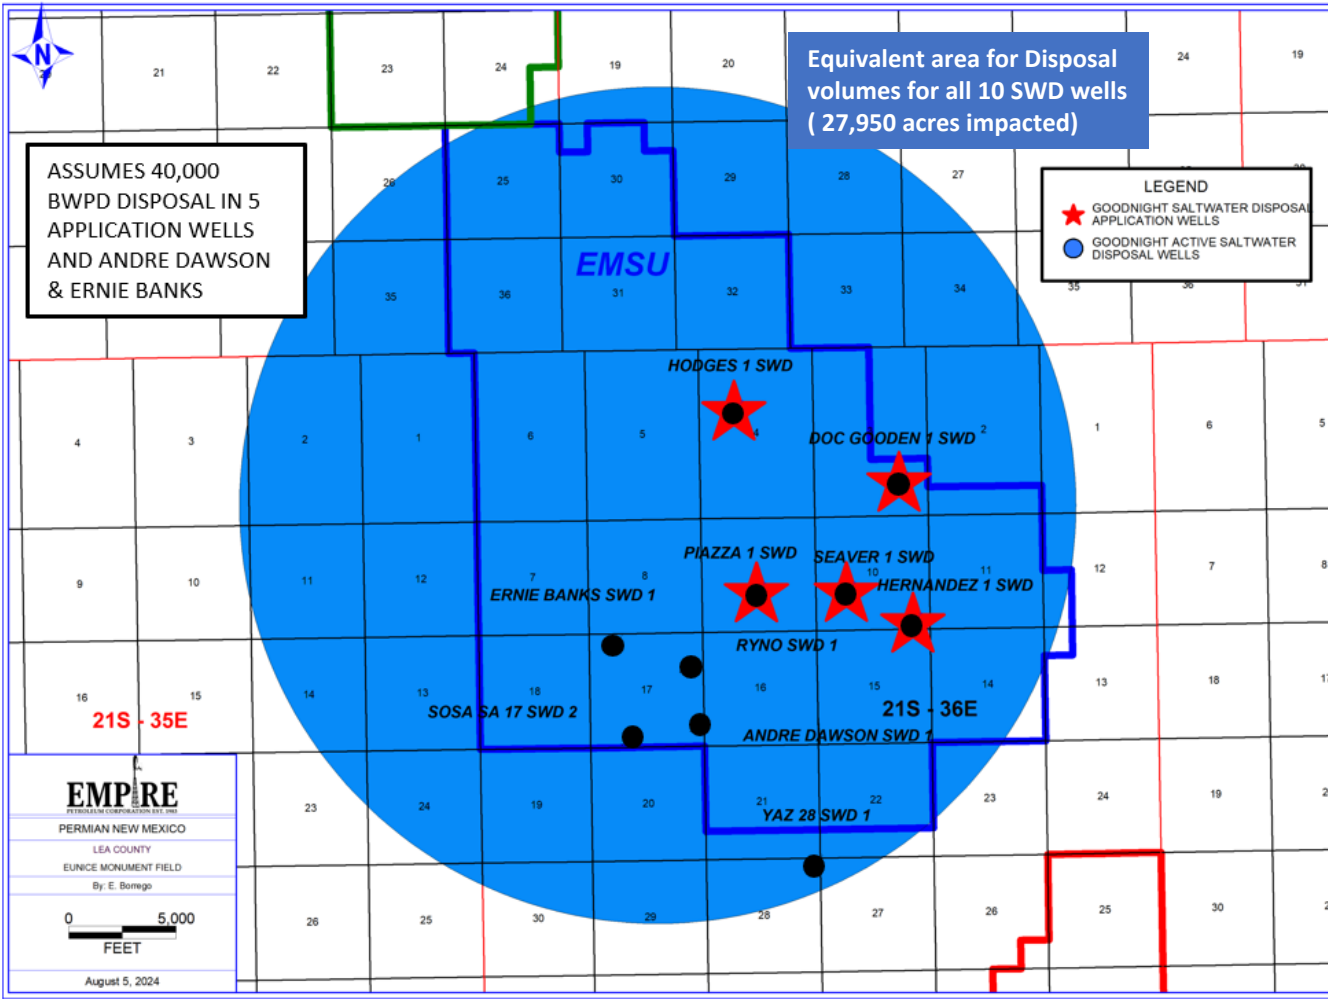 N
20
21
22
23
24
19
20
24
19
Equivalent area for Disposal
volumes for all 10 SWD wells
( 27,950 acres impacted)
ASSUMES 40,000
BWPD DISPOSAL IN 5
APPLICATION WELLS
AND ANDRE DAWSON
& ERNIE BANKS
LEGEND
GOODNIGHT SALTWATER DISPOSAL
APPLICATION WELLS
GOODNIGHT ACTIVE SALTWATER
DISPOSAL WELLS
26
25
30
29
28
27
EMSU
35
36
31
32
33
34
35
36
31
HODGES 1 SWD
4
3
2
1
6
5
4
DOC GOODEN 1 SWD
2
1
6
5
PIAZZA 1 SWD
SEAVER 1 SWD
9
10
11
12
7
8
10
11
12
7
8
ERNIE BANKS SWD 1
HERNANDEZ 1 SWD
RYNO SWD 1
16
15
14
13
18
17
16
15
14
13
18
17
21S - 35E
SOSA SA 17 SWD 2
21S - 36E
ANDRE DAWSON SWD 1
EMPIRE
PETROLEUM CORPORATION EST. 1983
PERMIAN NEW MEXICO
LEA COUNTY
EUNICE MONUMENT FIELD
By: E. Borrego
0 5,000
FEET
August 5, 2024
23
24
19
20
21
22
23
24
19
YAZ 28 SWD 1
26
25
30
29
28
27
26
25
30